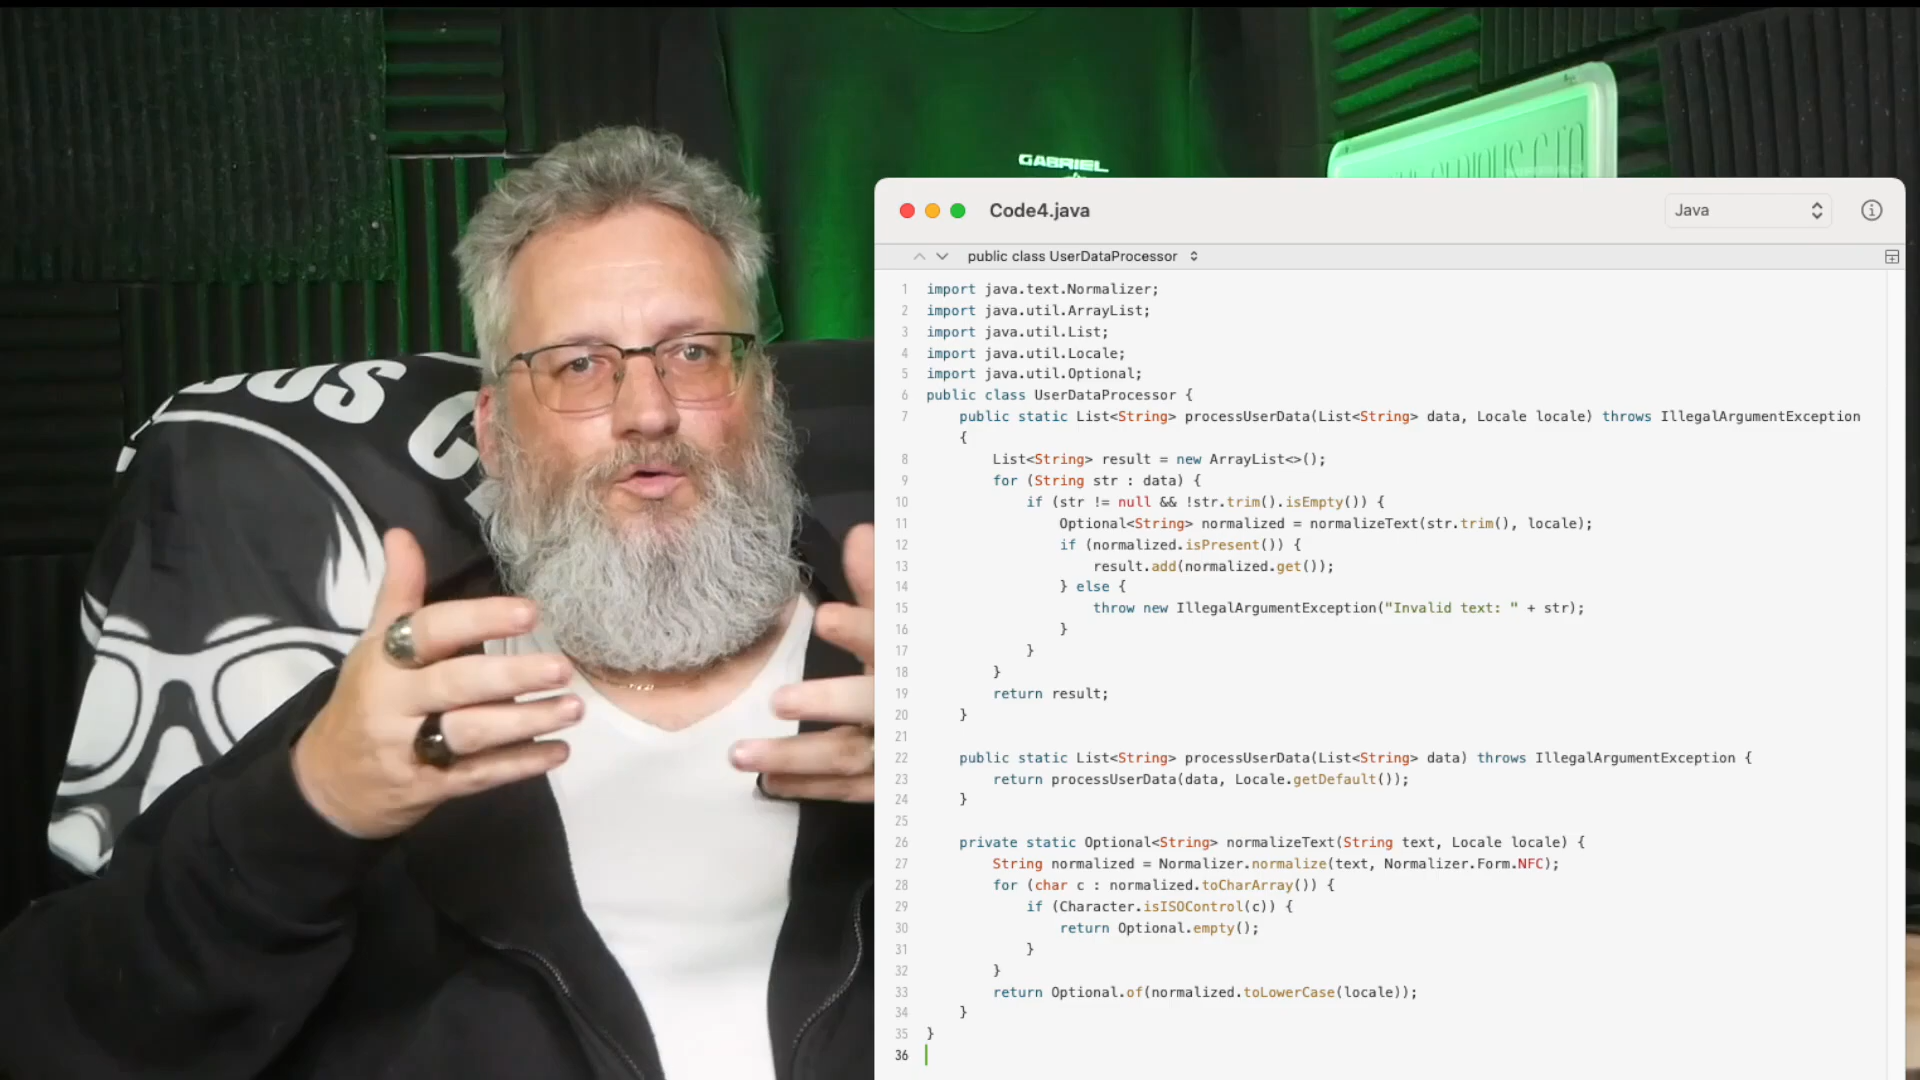 GABRIEL
OUS C
Code4.java
Java
public class UserDataProcessor
1 import java.text.Normalizer;
2 import java.util.ArrayList;
3 import java.util.List;
4 import java.util.Locale;
5 import java.util.Optional;
6 public class UserDataProcessor {
7 public static List<String> processUserData(List<String> data, Locale locale) throws IllegalArgumentException
{
8 List<String> result = new ArrayList<>();
9 for (String str : data) {
10 if (str != null && !str.trim().isEmpty()) {
11 Optional<String> normalized = normalizeText(str.trim(), locale);
12 if (normalized.isPresent()) {
13 result.add(normalized.get());
14 } else {
15 throw new IllegalArgumentException("Invalid text: " + str);
16 }
17 }
18 }
19 return result;
20 }
21
22 public static List<String> processUserData(List<String> data) throws IllegalArgumentException {
23 return processUserData(data, Locale.getDefault());
24 }
25
26 private static Optional<String> normalizeText(String text, Locale locale) {
27 String normalized = Normalizer.normalize(text, Normalizer.Form.NFC);
28 for (char c : normalized.toCharArray()) {
29 if (Character.isISOControl(c)) {
30 return Optional.empty();
31 }
32 }
33 return Optional.of(normalized.toLowerCase(locale));
34 }
35 }
36